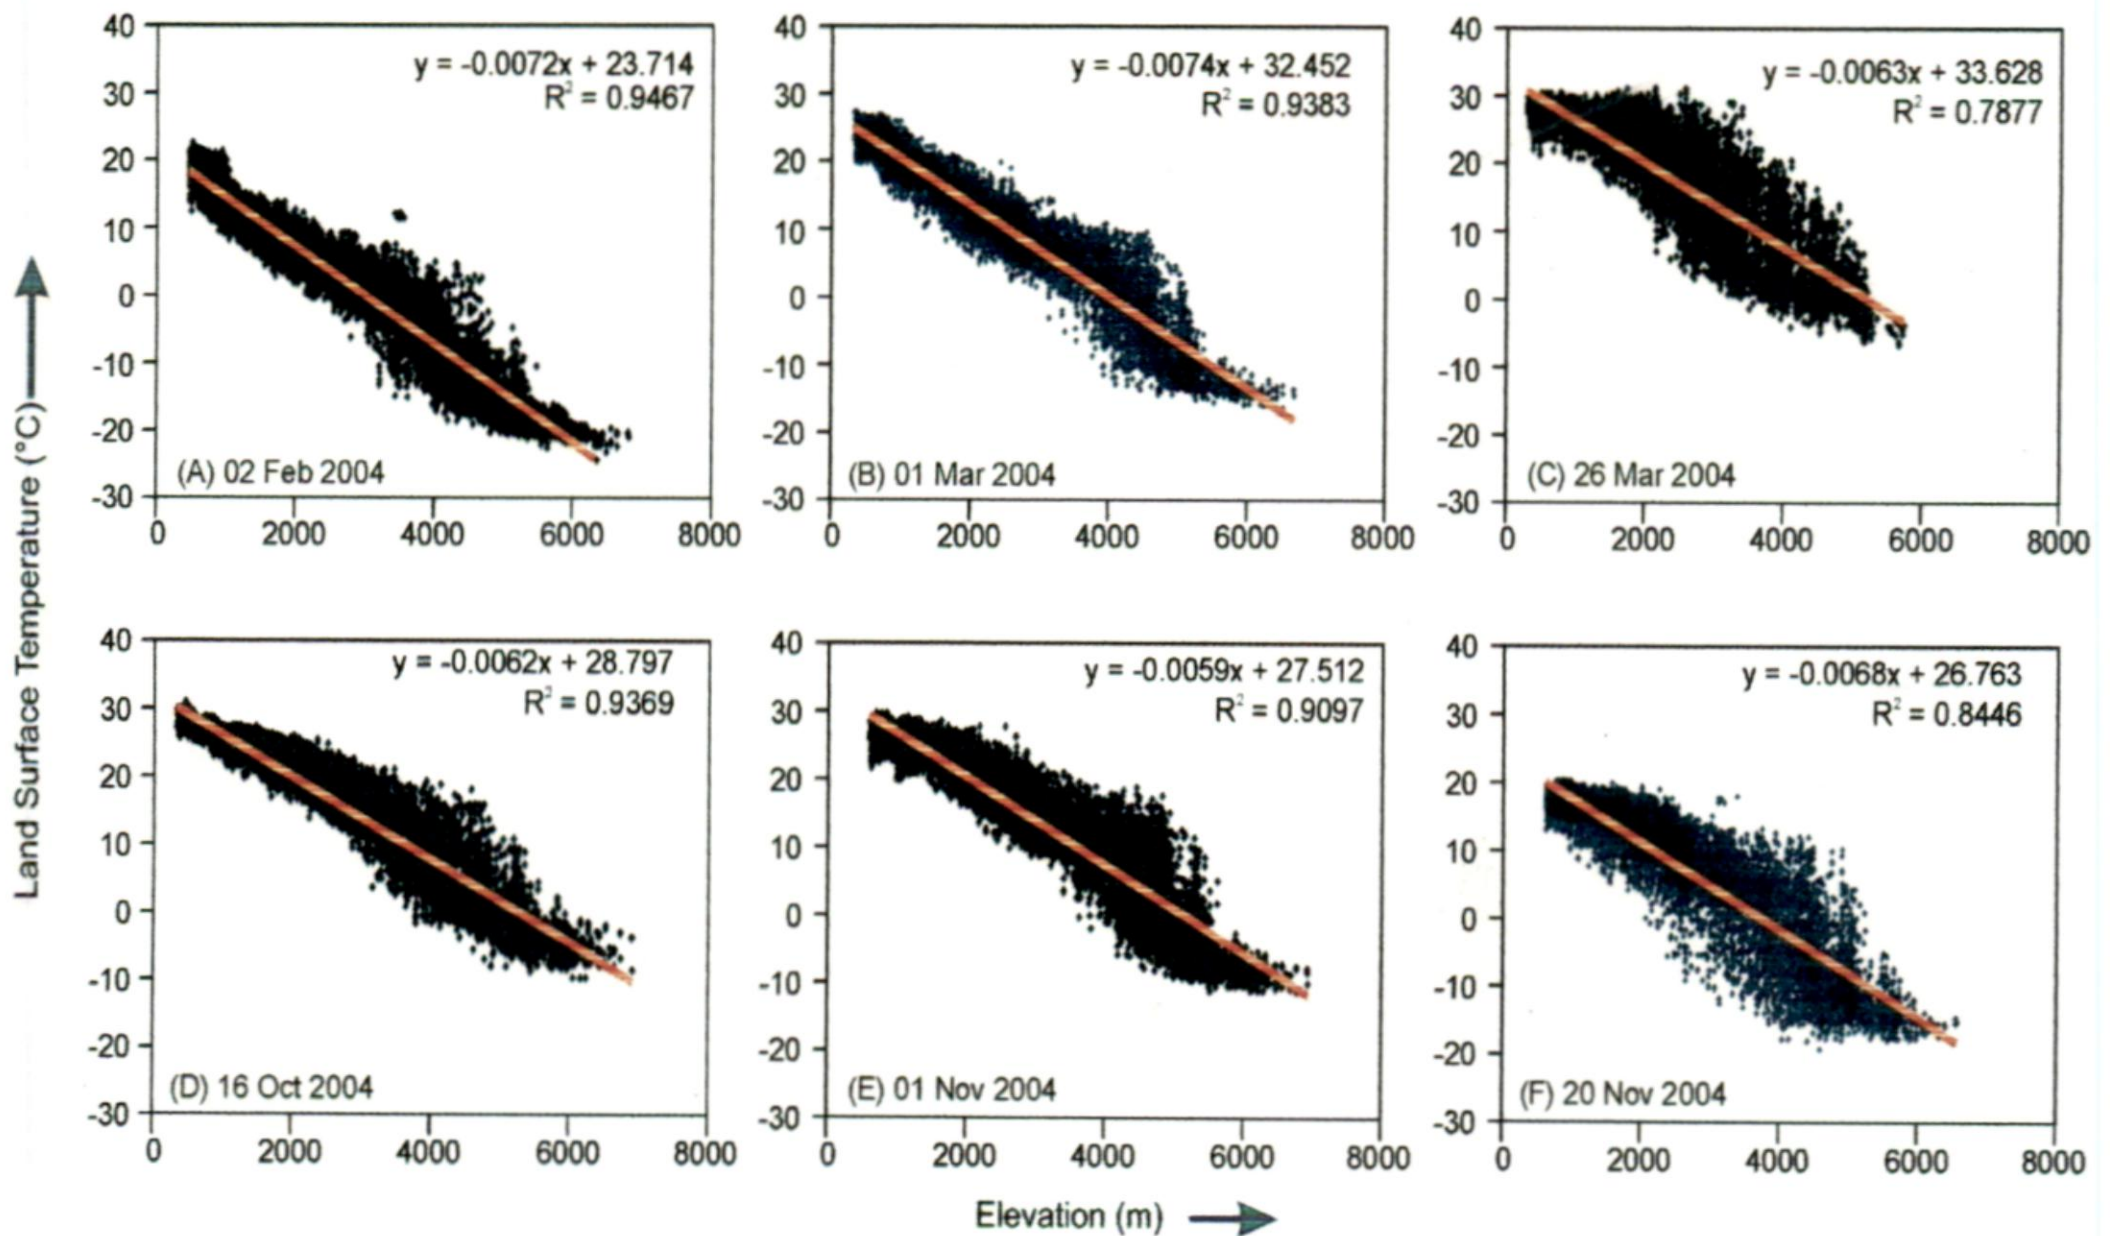 Land Surface Temperature (°C)
40
30
20
10
0
-10
-20
-30
y = -0.0072x + 23.714
R² = 0.9467
(A) 02 Feb 2004
0 2000 4000 6000 8000
40
30
20
10
0
-10
-20
-30
y = -0.0074x + 32.452
R² = 0.9383
(B) 01 Mar 2004
0 2000 4000 6000 8000
40
30
20
10
0
-10
-20
-30
y = -0.0063x + 33.628
R² = 0.7877
(C) 26 Mar 2004
0 2000 4000 6000 8000
40
30
20
10
0
-10
-20
-30
y = -0.0062x + 28.797
R² = 0.9369
(D) 16 Oct 2004
0 2000 4000 6000 8000
40
30
20
10
0
-10
-20
-30
y = -0.0059x + 27.512
R² = 0.9097
(E) 01 Nov 2004
0 2000 4000 6000 8000
40
30
20
10
0
-10
-20
-30
y = -0.0068x + 26.763
R² = 0.8446
(F) 20 Nov 2004
0 2000 4000 6000 8000
Elevation (m)